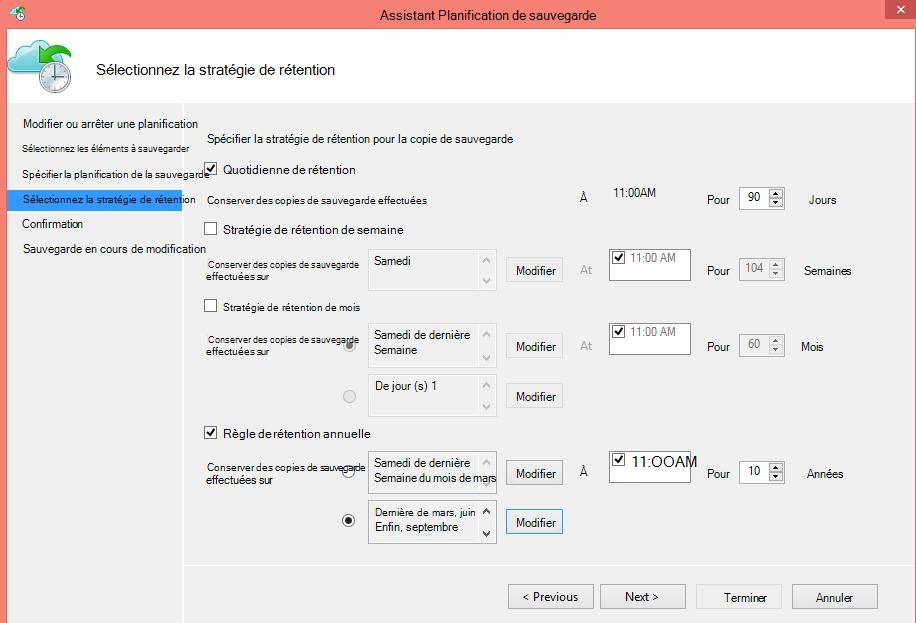 Assistant Planification de sauvegarde
Sélectionnez la stratégie de rétention
Modifier ou arrêter une planification
Sélectionnez les éléments à sauvegarder
Spécifier la planification de la sauvegarde
Sélectionnez la stratégie de rétention
Confirmation
Sauvegarde en cours de modification
Spécifier la stratégie de rétention pour la copie de sauvegarde
Quotidienne de rétention
Conserver des copies de sauvegarde effectuées À 11:00AM Pour 90 Jours
Stratégie de rétention de semaine
Conserver des copies de sauvegarde
effectuées sur
Samedi
Modifier At 11:00 AM Pour 104 Semaines
Stratégie de rétention de mois
Conserver des copies de sauvegarde
effectuées sur
Samedi de dernière
Semaine
Modifier At 11:00 AM Pour 60 Mois
De jour (s) 1
Modifier
Règle de rétention annuelle
Conserver des copies de sauvegarde
effectuées sur
Samedi de dernière
Semaine du mois de mars
Modifier À 11:OOAM Pour 10 Années
Dernière de mars, juin
Enfin, septembre
Modifier
< Previous Next > Terminer Annuler